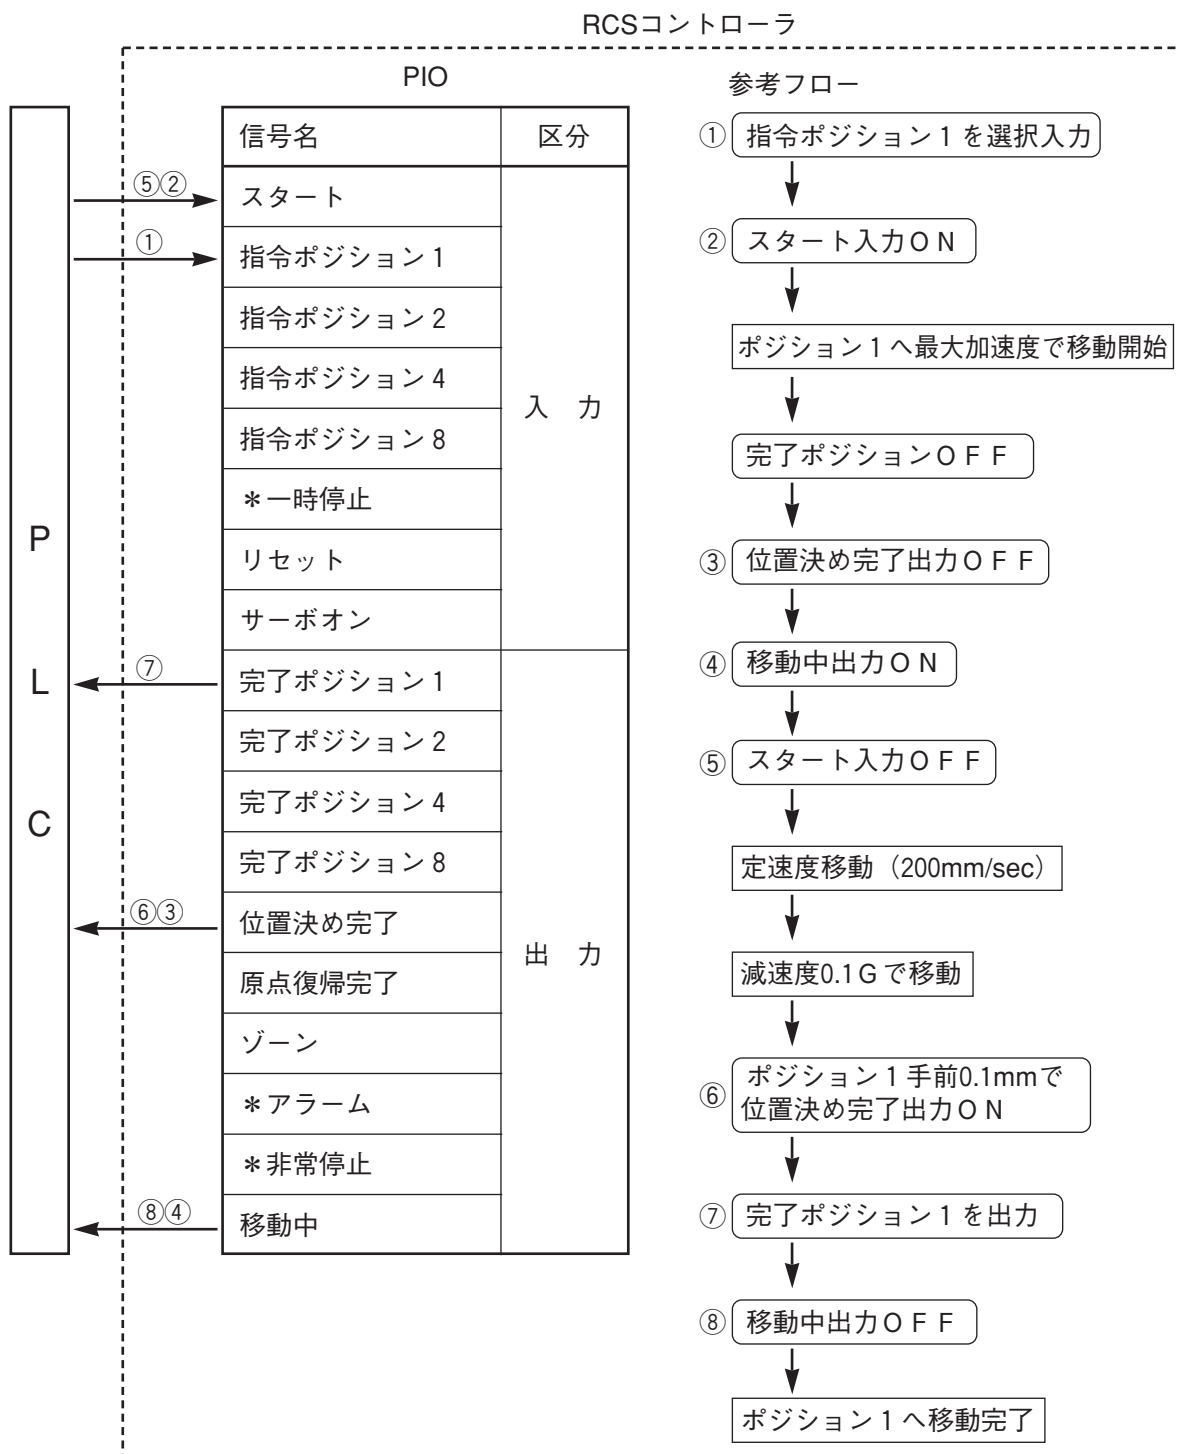 RCSコントローラ
PIO
信号名 区分
⑤② スタート
① 指令ポジション1
指令ポジション2
指令ポジション4
指令ポジション8
入 力
＊一時停止
リセット
サーボオン
⑦ 完了ポジション1
完了ポジション2
完了ポジション4
完了ポジション8
⑥③ 位置決め完了
出 力
原点復帰完了
ゾーン
＊アラーム
＊非常停止
⑧④ 移動中
P
L
C
参考フロー
① 指令ポジション1を選択入力
② スタート入力ＯＮ
ポジション1へ最大加速度で移動開始
完了ポジションＯＦＦ
③ 位置決め完了出力ＯＦＦ
④ 移動中出力ＯＮ
⑤ スタート入力ＯＦＦ
定速度移動（200mm/sec）
減速度0.1Ｇで移動
⑥ ポジション1手前0.1mmで
位置決め完了出力ＯＮ
⑦ 完了ポジション1を出力
⑧ 移動中出力ＯＦＦ
ポジション1へ移動完了